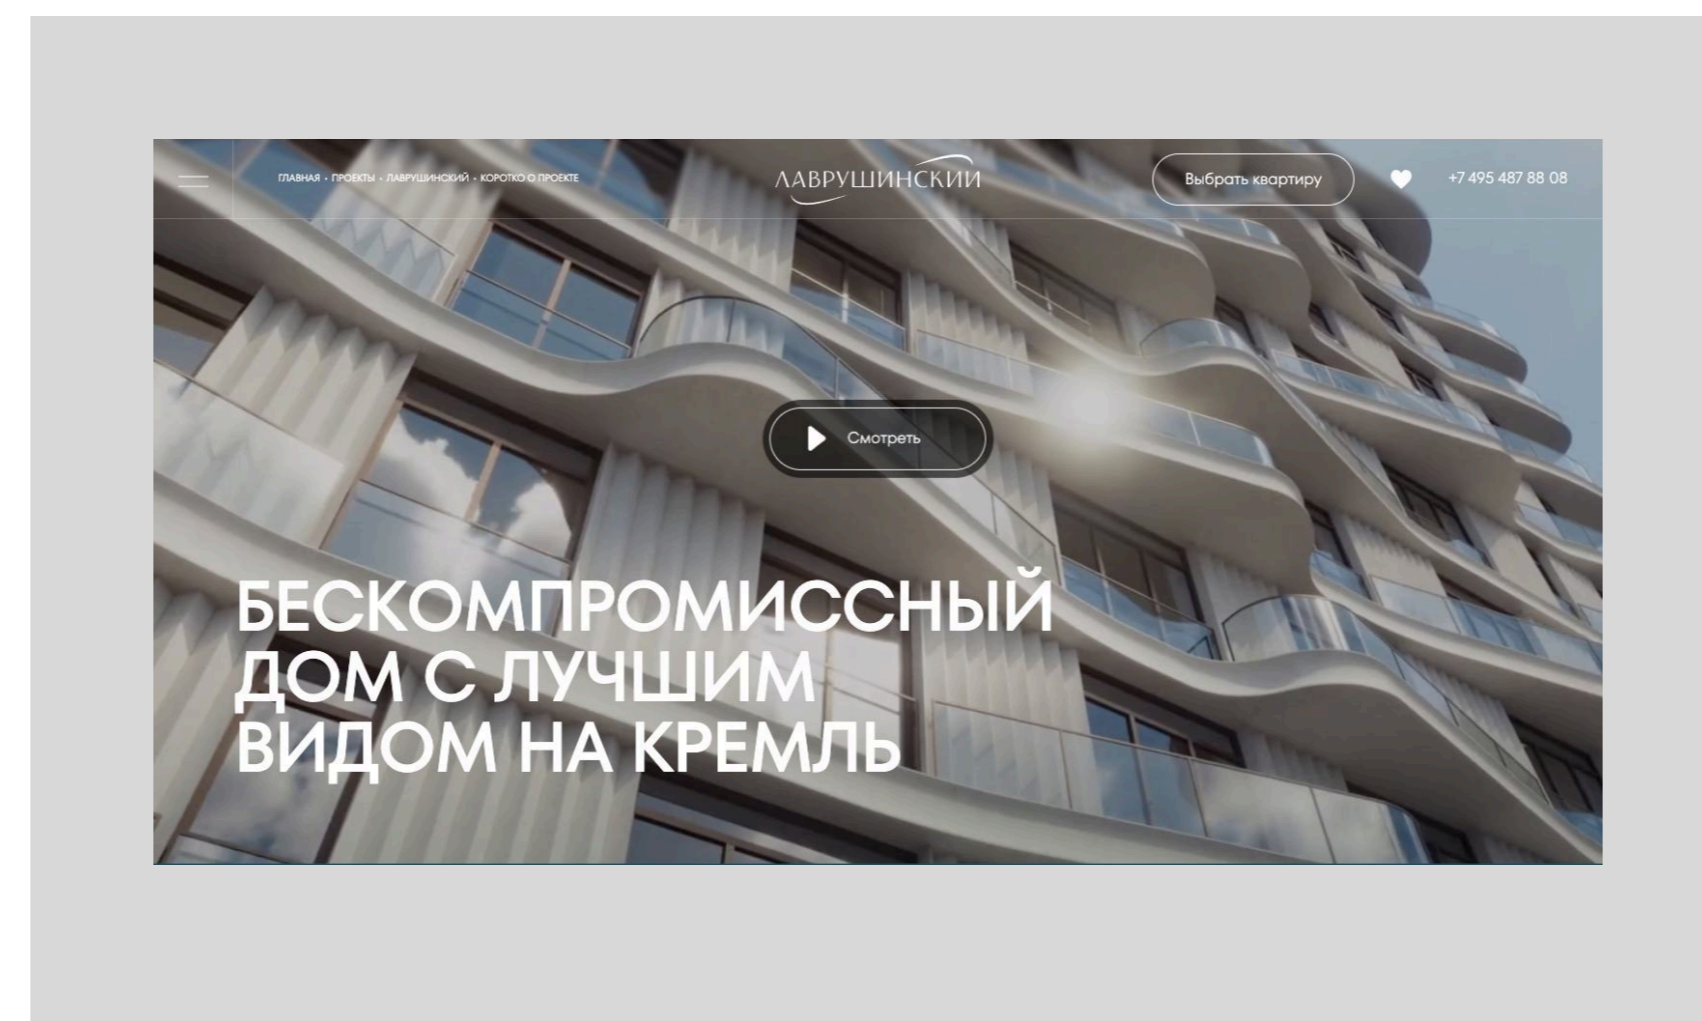 ГЛАВНАЯ • ПРОЕКТЫ • ЛАВРУШИНСКИЙ • КОРОТКО О ПРОЕКТЕ
ЛАВРУШИНСКИЙ
Выбрать квартиру
+7 495 487 88 08
Смотреть
БЕСКОМПРОМИССНЫЙ
ДОМ С ЛУЧШИМ
ВИДОМ НА КРЕМЛЬ